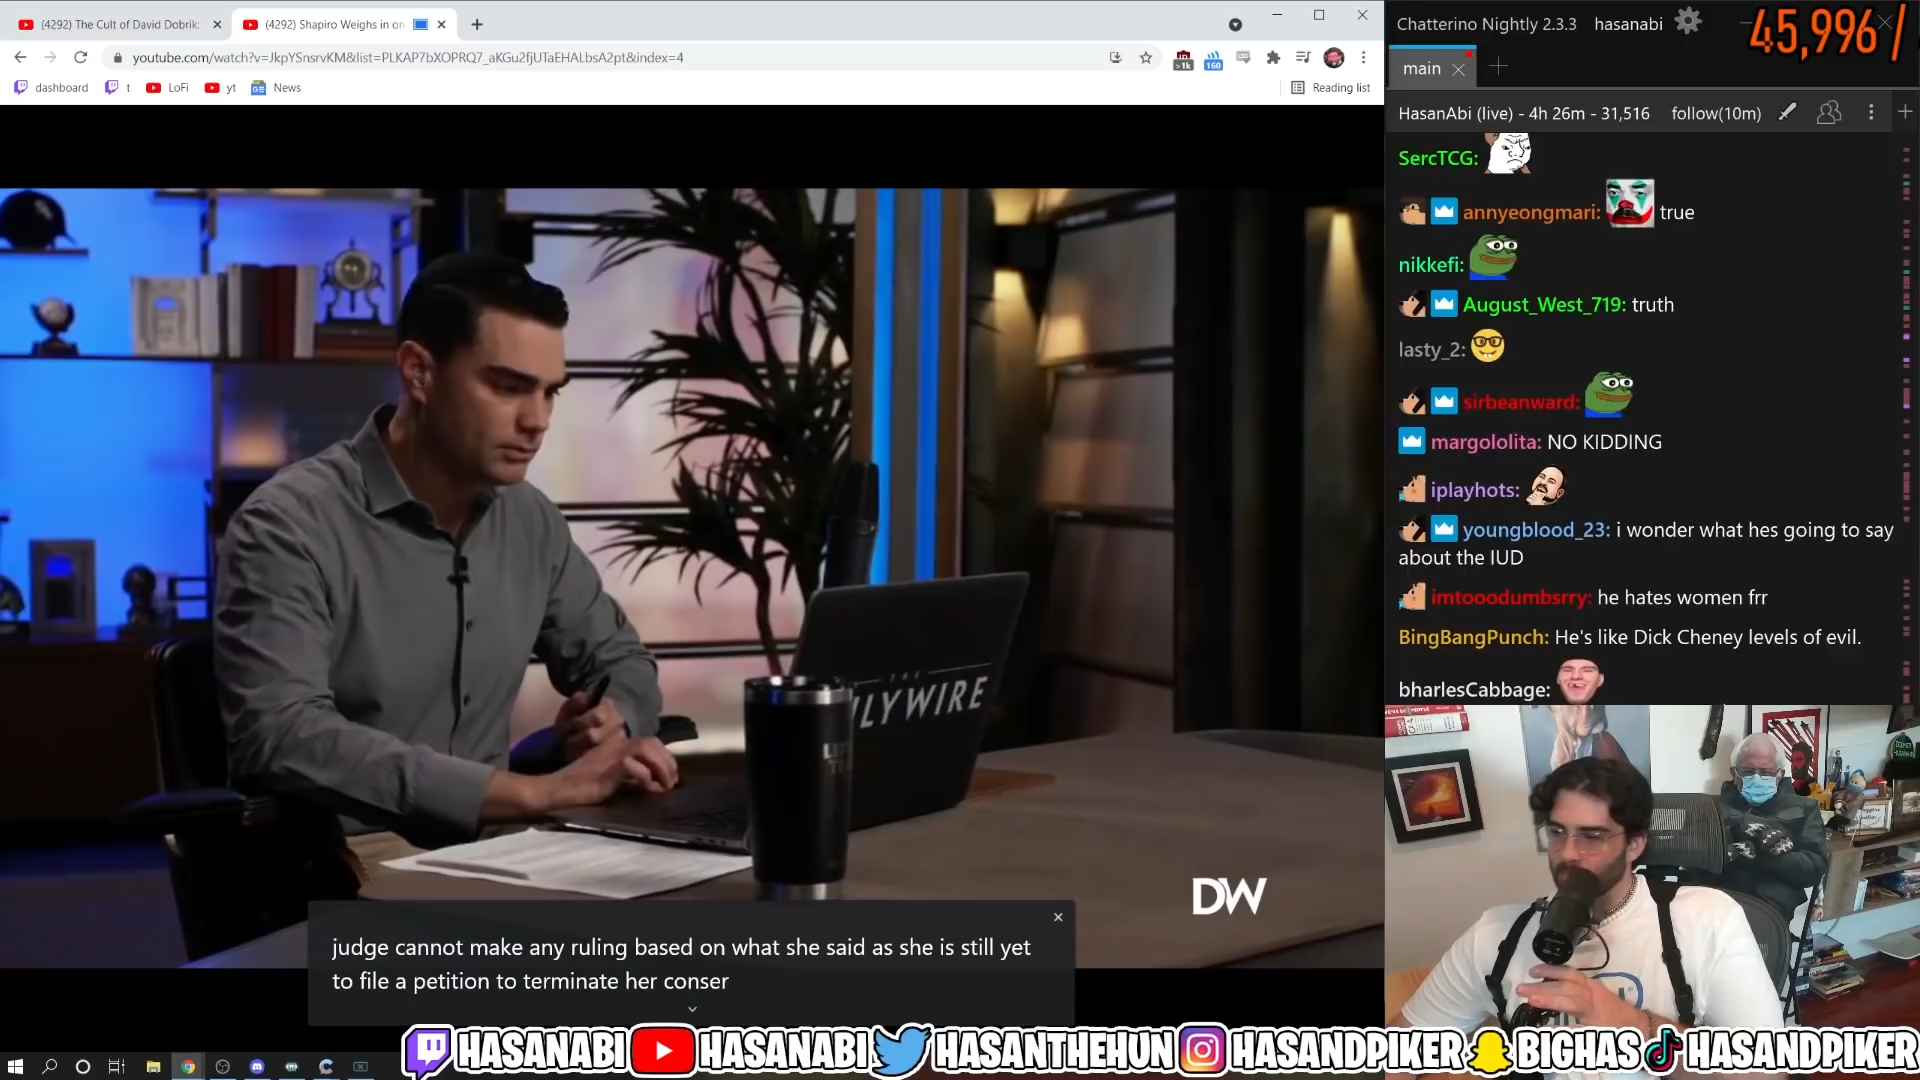 (4292) The Cult of David Dobrik:
(4292) Shapiro Weighs in on
youtube.com/watch?v=JkpYSnsrvKM&list=PLKAP7bXOPRQ7_aKGu2fjUTaEHALbsA2pt&index=4
>1k
160
dashboard
t
LoFi
yt
News
Reading list
Chatterino Nightly 2.3.3
hasanabi
45,996 /
main
HasanAbi (live) - 4h 26m - 31,516
follow(10m)
SercTCG:
annyeongmari: true
nikkefi:
August_West_719: truth
lasty_2:
sirbeanward:
margololita: NO KIDDING
iplayhots:
youngblood_23: i wonder what hes going to say
about the IUD
imtooodumbsrry: he hates women frr
BingBangPunch: He's like Dick Cheney levels of evil.
bharlesCabbage:
THE
ILYWIRE
DW
judge cannot make any ruling based on what she said as she is still yet
to file a petition to terminate her conser
HASANABI
HASANABI
HASANTHEHUN
HASANDPIKER
BIGHAS
HASANDPIKER